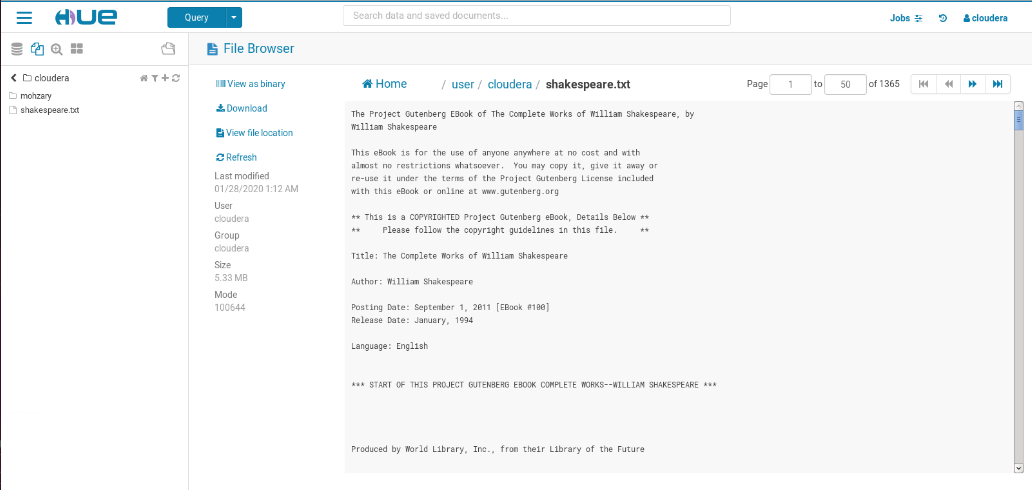 HUE
Query
Search data and saved documents...
Jobs
cloudera
cloudera
mohzary
shakespeare.txt
File Browser
View as binary
Download
View file location
Refresh
Last modified
01/28/2020 1:12 AM
User
cloudera
Group
cloudera
Size
5.33 MB
Mode
100644
Home / user / cloudera / shakespeare.txt
Page 1 to 50 of 1365
The Project Gutenberg EBook of The Complete Works of William Shakespeare, by
William Shakespeare
This eBook is for the use of anyone anywhere at no cost and with
almost no restrictions whatsoever.  You may copy it, give it away or
re-use it under the terms of the Project Gutenberg License included
with this eBook or online at www.gutenberg.org
** This is a COPYRIGHTED Project Gutenberg eBook, Details Below **
**     Please follow the copyright guidelines in this file.     **
Title: The Complete Works of William Shakespeare
Author: William Shakespeare
Posting Date: September 1, 2011 [EBook #100]
Release Date: January, 1994
Language: English
*** START OF THIS PROJECT GUTENBERG EBOOK COMPLETE WORKS--WILLIAM SHAKESPEARE ***
Produced by World Library, Inc., from their Library of the Future